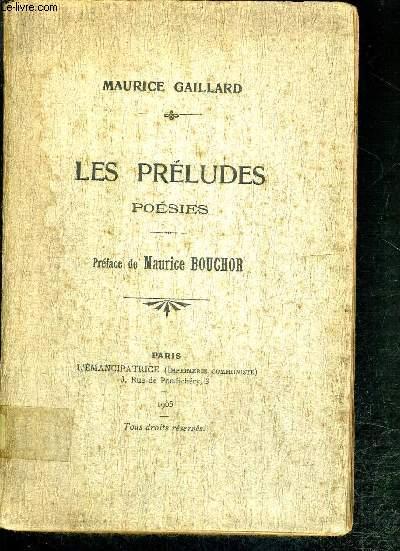 www.le-livre.com
MAURICE GAILLARD
LES PRÉLUDES
POÉSIES
Préface de Maurice BOUCHOR
PARIS
L'ÉMANCIPATRICE (IMPRIMERIE COMMUNISTE)
3, Rue de Pondichéry, 3
1905
Tous droits réservés.